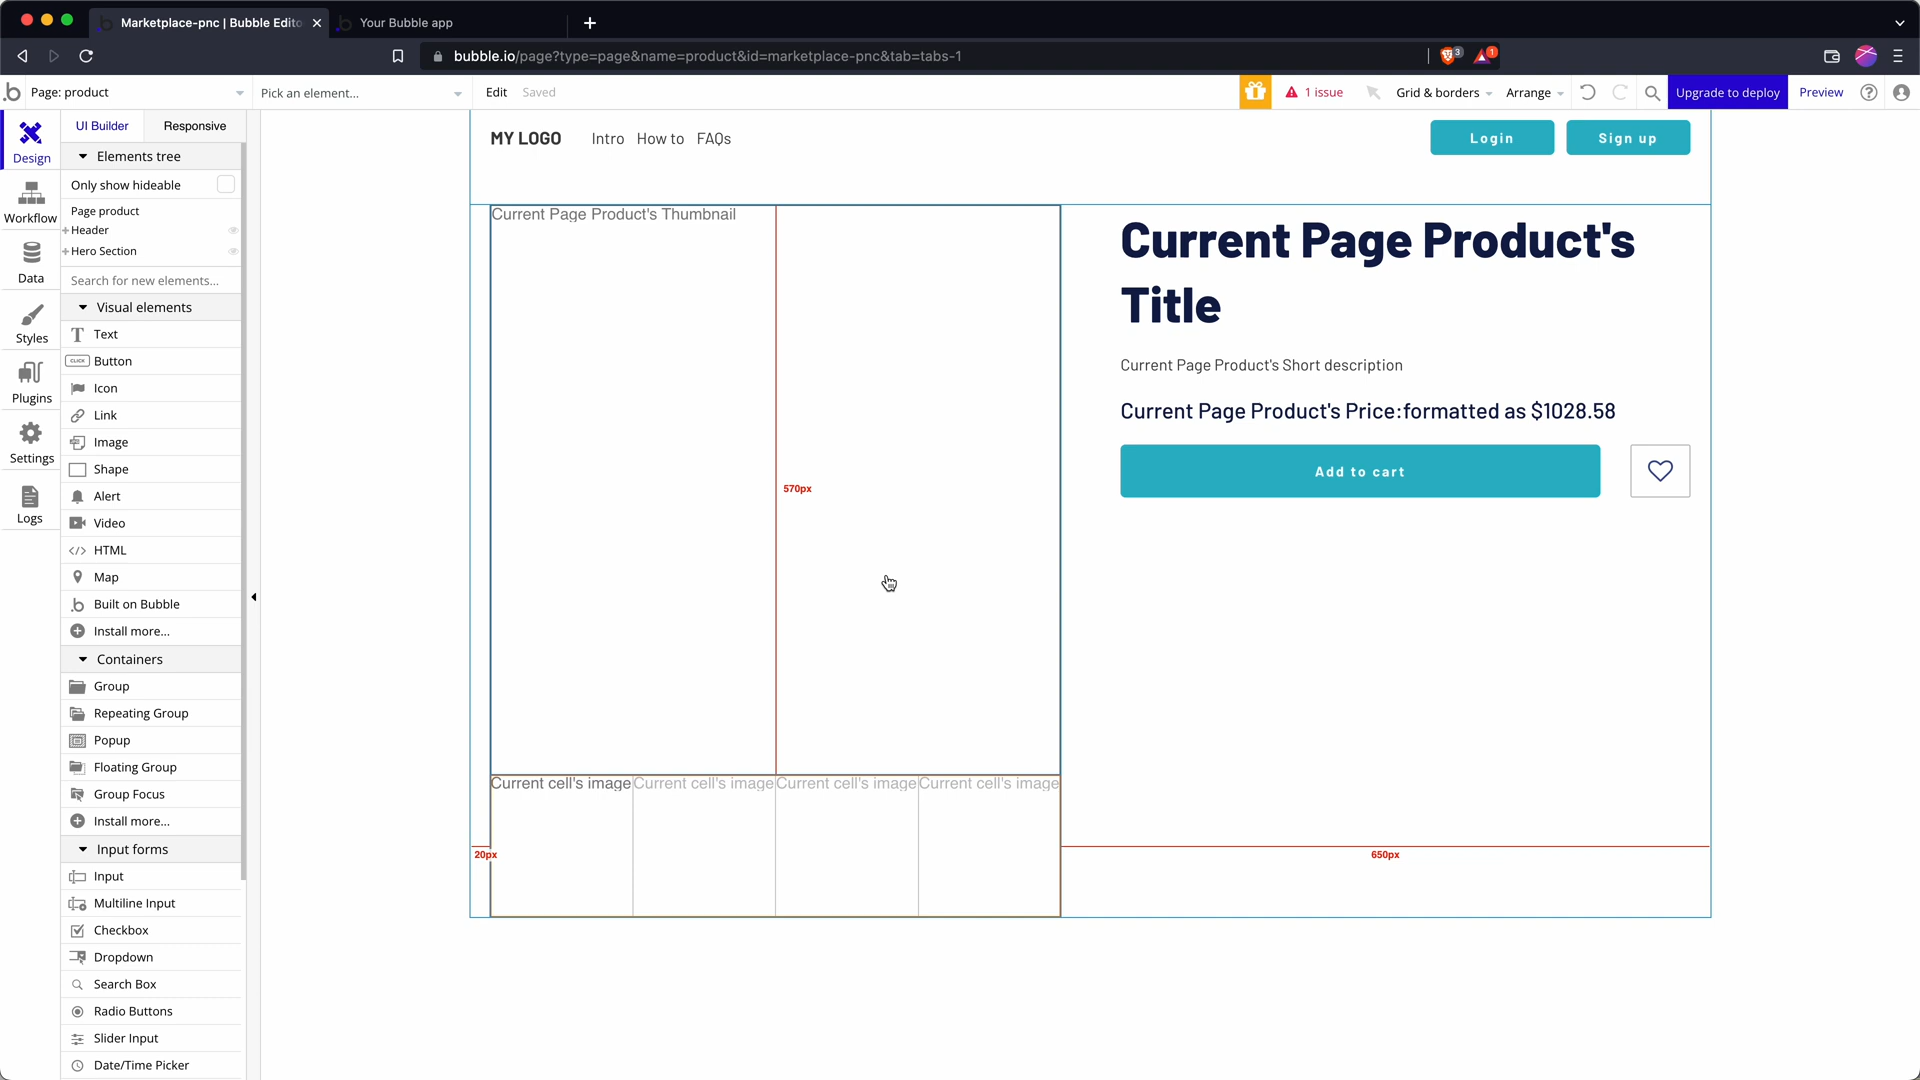 Marketplace-pnc | Bubble Edito
Your Bubble app
bubble.io/page?type=page&name=product&id=marketplace-pnc&tab=tabs-1
3
1
Page: product
Pick an element...
Edit
Saved
1 issue
Grid & borders
Arrange
Upgrade to deploy
Preview
UI Builder
Responsive
Design
Workflow
Data
Styles
Plugins
Settings
Logs
Elements tree
Only show hideable
Page product
Header
Hero Section
Search for new elements...
Visual elements
Text
CLICK Button
Icon
Link
Image
Shape
Alert
Video
HTML
Map
Built on Bubble
Install more...
Containers
Group
Repeating Group
Popup
Floating Group
Group Focus
Install more...
Input forms
Input
Multiline Input
Checkbox
Dropdown
Search Box
Radio Buttons
Slider Input
Date/Time Picker
MY LOGO
Intro
How to
FAQs
Login
Sign up
Current Page Product's Thumbnail
570px
Current cell's image
Current cell's image
Current cell's image
Current cell's image
20px
650px
Current Page Product's
Title
Current Page Product's Short description
Current Page Product's Price:formatted as $1028.58
Add to cart